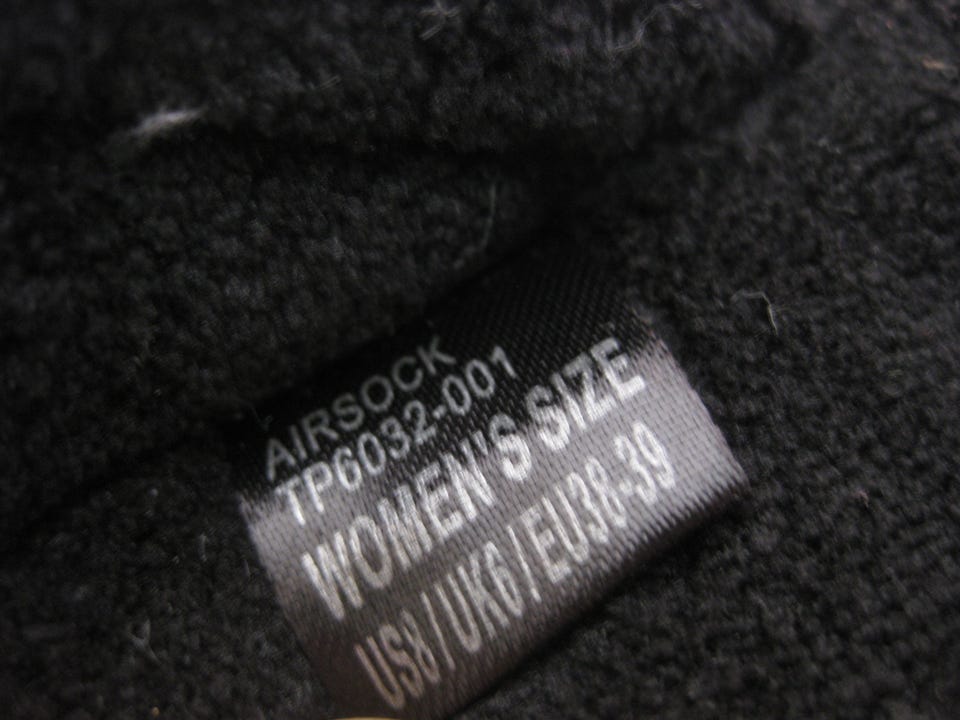 AIRSOCK
TP6032-001
WOMEN'S SIZE
US8/UK6/EU38-39